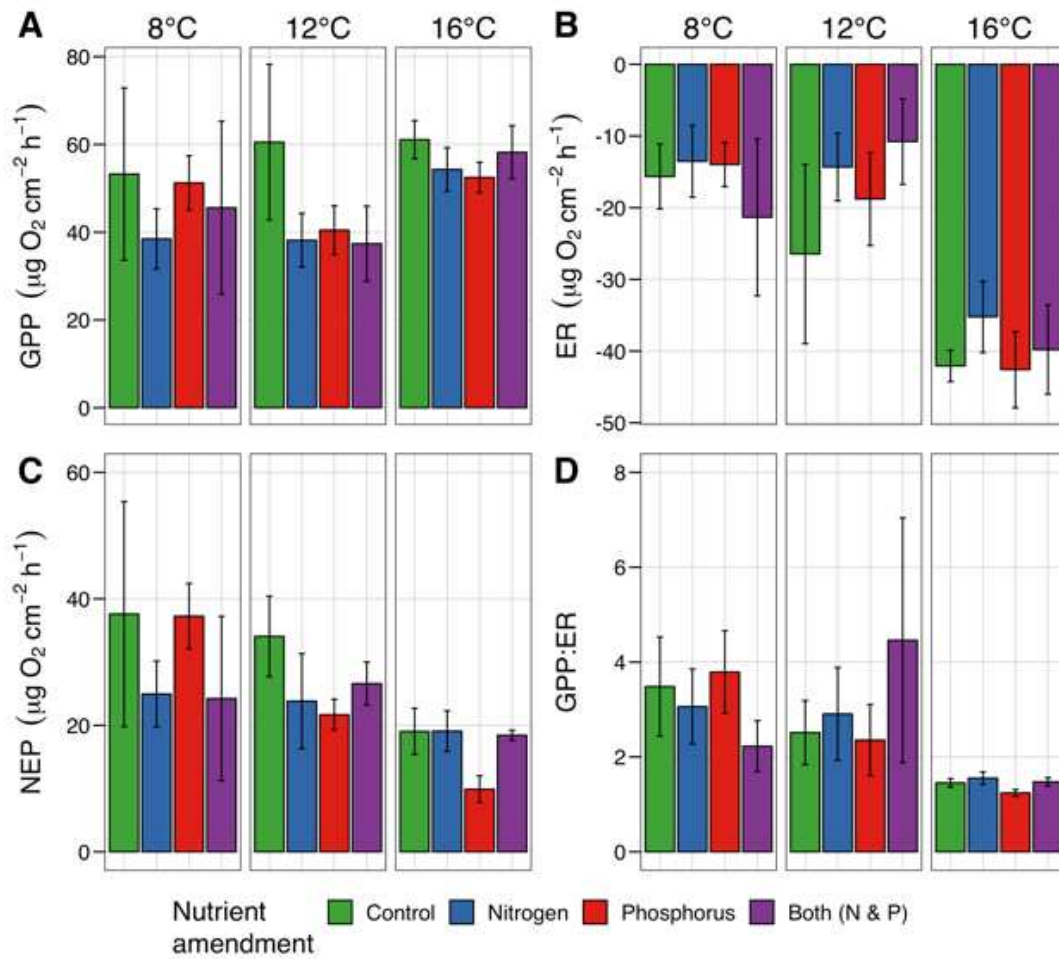 A
8°C
12°C
16°C
80
60
40
20
0
GPP (µg O₂ cm⁻² h⁻¹)
B
8°C
12°C
16°C
0
-10
-20
-30
-40
-50
ER (µg O₂ cm⁻² h⁻¹)
C
60
40
20
0
NEP (µg O₂ cm⁻² h⁻¹)
D
8
6
4
2
0
GPP:ER
Nutrient
amendment
Control
Nitrogen
Phosphorus
Both (N & P)